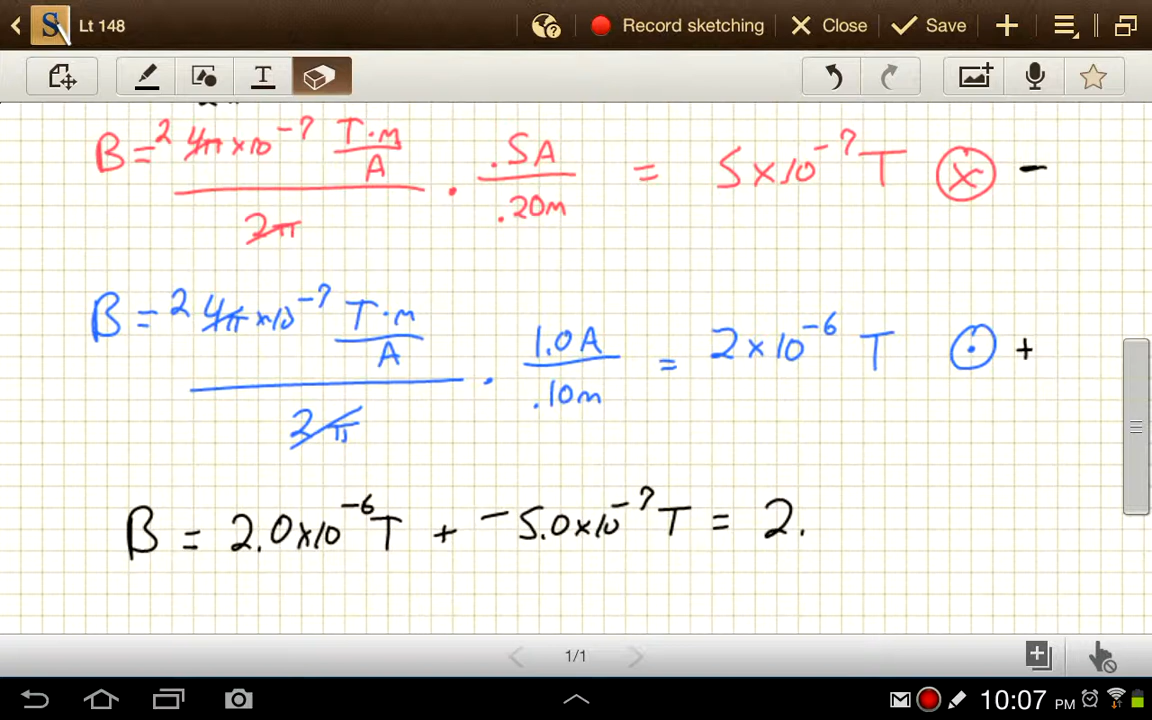 S Lt 148 Record sketching Close Save
T
B = 2 4π×10⁻⁷ T·m/A / 2π · .5A/.20m = 5×10⁻⁷ T ⓧ -
B = 2 4π×10⁻⁷ T·m/A / 2π · 1.0A/.10m = 2×10⁻⁶ T ⊙ +
B = 2.0×10⁻⁶ T + -5.0×10⁻⁷ T = 2.
1/1
10:07 PM